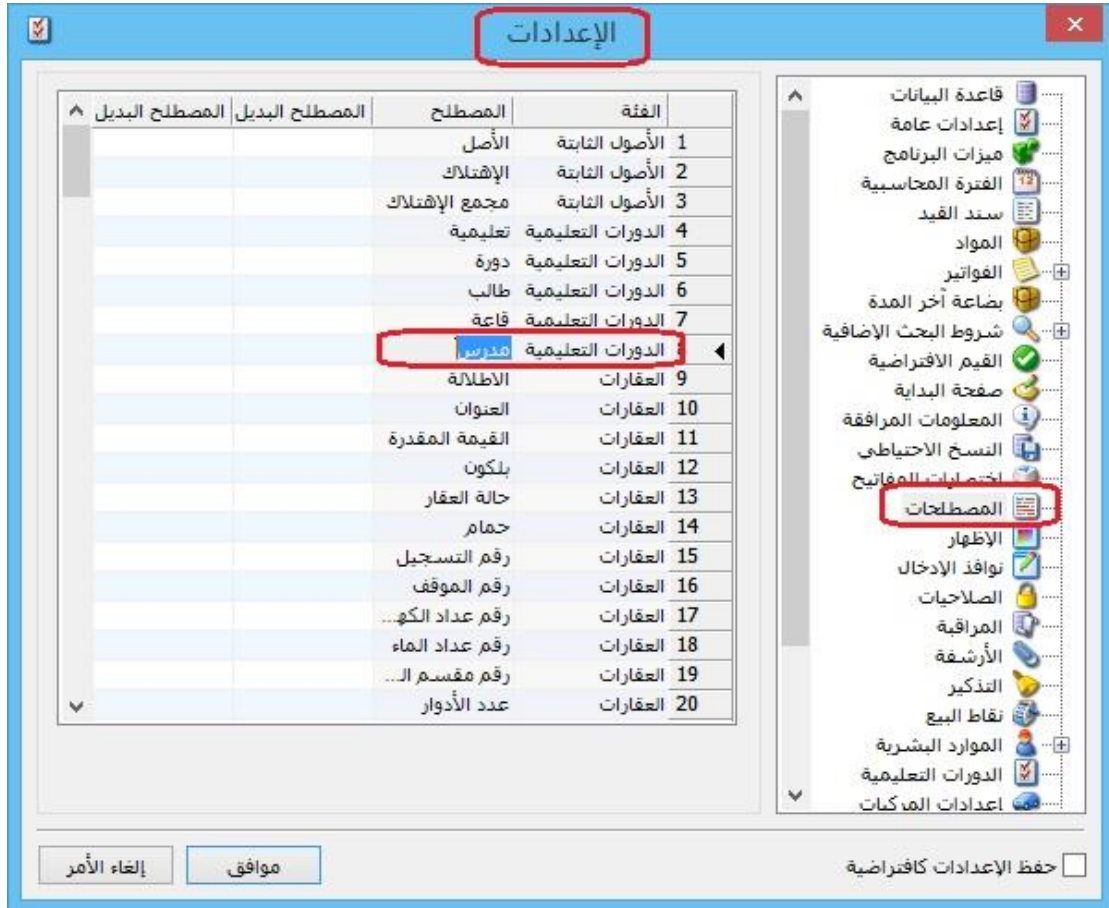 الإعدادات
قاعدة البيانات
إعدادات عامة
ميزات البرنامج
الفترة المحاسبية
12
سند القيد
المواد
الفواتير
بضاعة آخر المدة
شروط البحث الإضافية
القيم الافتراضية
صفحة البداية
المعلومات المرافقة
النسخ الاحتياطي
اختصارات المفاتيح
المصطلحات
الإظهار
نوافذ الإدخال
الصلاحيات
المراقبة
الأرشفة
التذكير
نقاط البيع
الموارد البشرية
الدورات التعليمية
إعدادات المركبات
الفئة المصطلح المصطلح البديل المصطلح البديل
1 الأصول الثابتة الأصل
2 الأصول الثابتة الإهتلاك
3 الأصول الثابتة مجمع الإهتلاك
4 الدورات التعليمية تعليمية
5 الدورات التعليمية دورة
6 الدورات التعليمية طالب
7 الدورات التعليمية قاعة
8 الدورات التعليمية مدرس
9 العقارات الاطلالة
10 العقارات العنوان
11 العقارات القيمة المقدرة
12 العقارات بلكون
13 العقارات حالة العقار
14 العقارات حمام
15 العقارات رقم التسجيل
16 العقارات رقم الموقف
17 العقارات رقم عداد الكه...
18 العقارات رقم عداد الماء
19 العقارات رقم مقسم الـ...
20 العقارات عدد الأدوار
حفظ الإعدادات كافتراضية
موافق
إلغاء الأمر